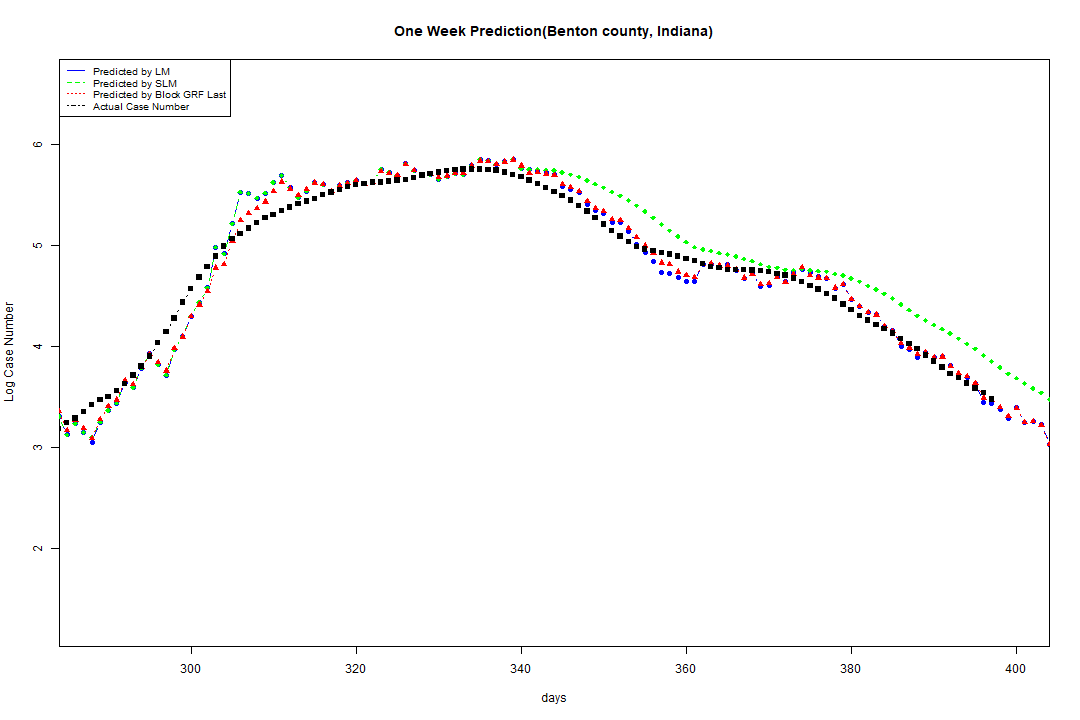 One Week Prediction(Benton county, Indiana)
Predicted by LM
Predicted by SLM
Predicted by Block GRF Last
Actual Case Number
6
5
4
3
2
Log Case Number
300 320 340 360 380 400
days